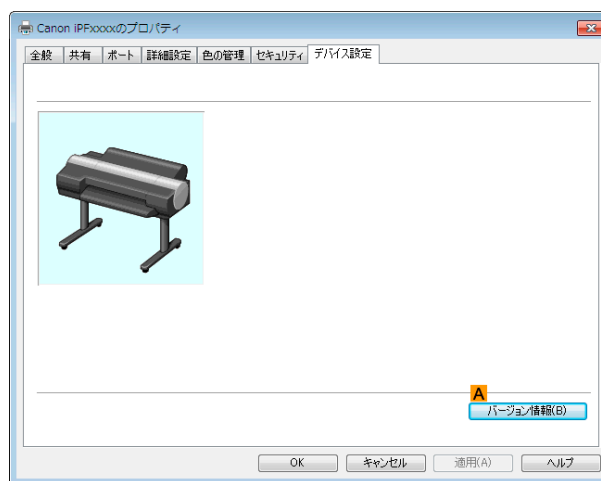 Canon iPFxxxxのプロパティ
全般 共有 ポート 詳細設定 色の管理 セキュリティ デバイス設定
A
バージョン情報(B)
OK キャンセル 適用(A) ヘルプ